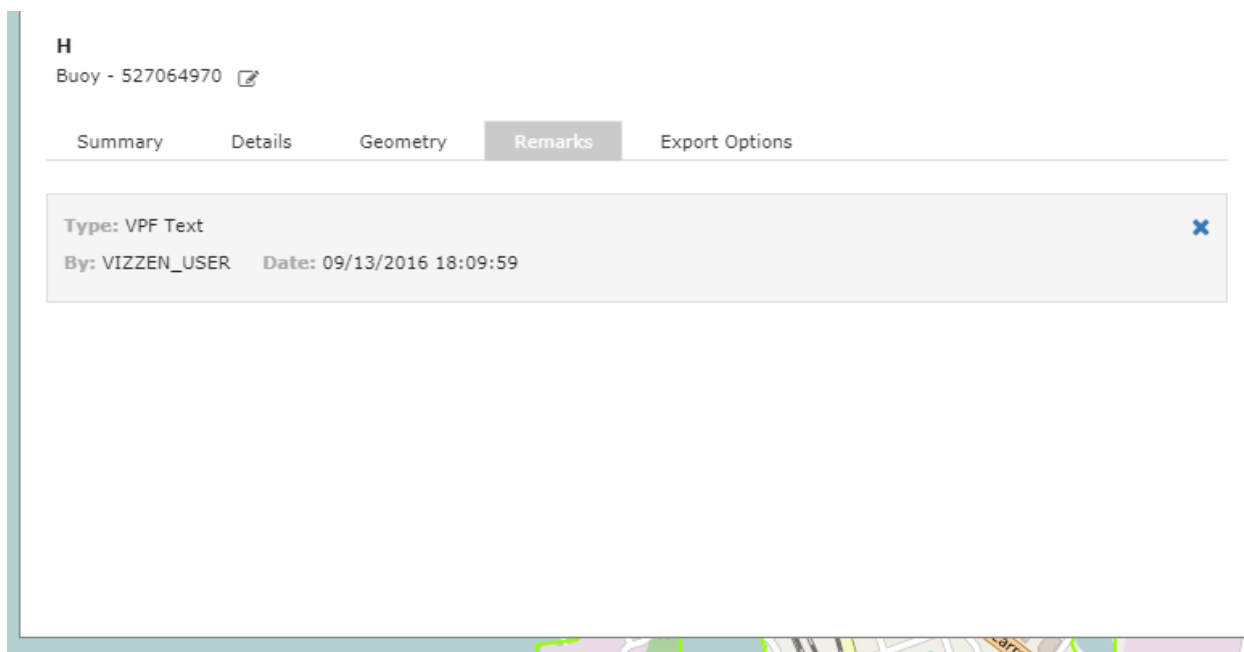 H
Buoy - 527064970
Summary Details Geometry Remarks Export Options
Type: VPF Text
By: VIZZEN_USER Date: 09/13/2016 18:09:59